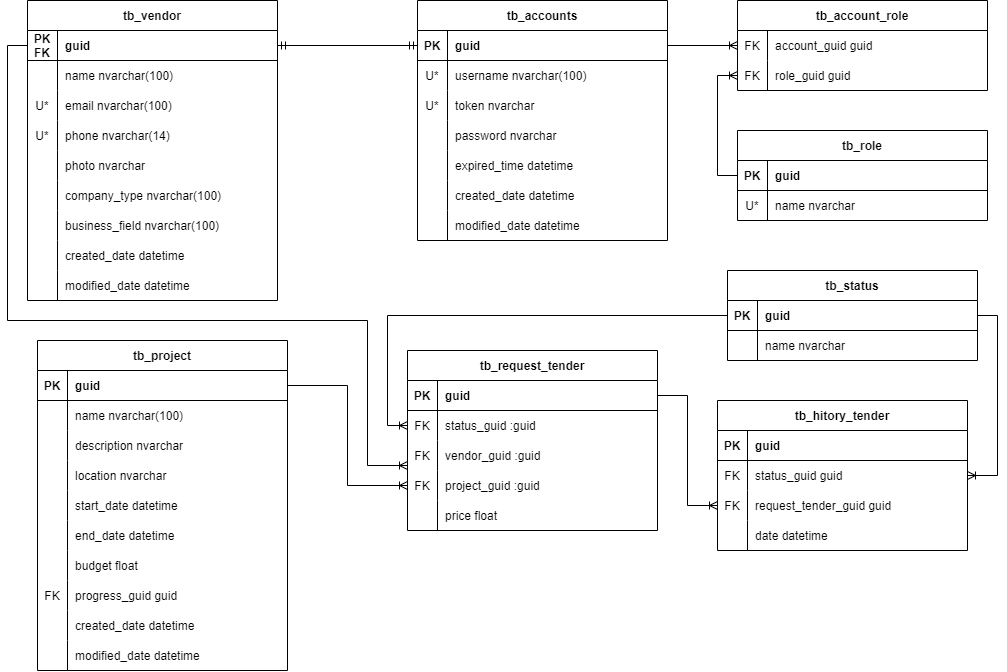 tb_vendor
PK
FK
guid
name nvarchar(100)
U*
email nvarchar(100)
U*
phone nvarchar(14)
photo nvarchar
company_type nvarchar(100)
business_field nvarchar(100)
created_date datetime
modified_date datetime
tb_accounts
PK
guid
U*
username nvarchar(100)
U*
token nvarchar
password nvarchar
expired_time datetime
created_date datetime
modified_date datetime
tb_account_role
FK
account_guid guid
FK
role_guid guid
tb_role
PK
guid
U*
name nvarchar
tb_status
PK
guid
name nvarchar
tb_project
PK
guid
name nvarchar(100)
description nvarchar
location nvarchar
start_date datetime
end_date datetime
budget float
FK
progress_guid guid
created_date datetime
modified_date datetime
tb_request_tender
PK
guid
FK
status_guid :guid
FK
vendor_guid :guid
FK
project_guid :guid
price float
tb_hitory_tender
PK
guid
FK
status_guid guid
FK
request_tender_guid guid
date datetime